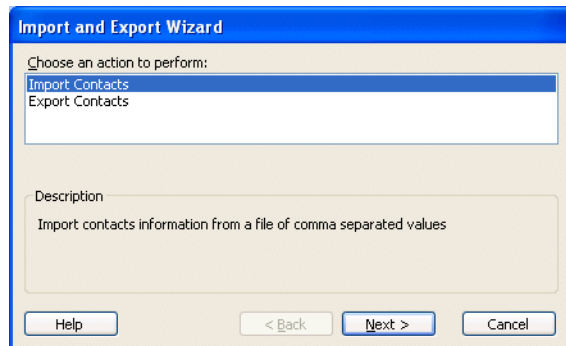 Import and Export Wizard
Choose an action to perform:
Import Contacts
Export Contacts
Description
Import contacts information from a file of comma separated values
Help
< Back
Next >
Cancel